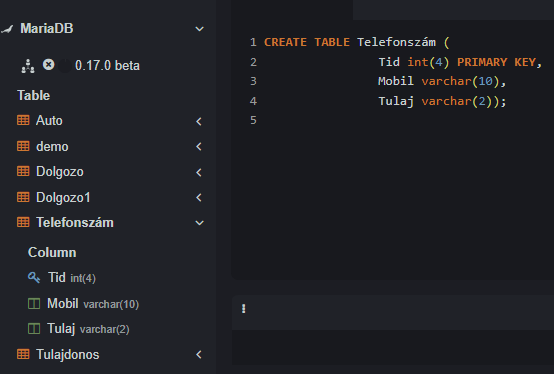 MariaDB
0.17.0 beta
Table
Auto
demo
Dolgozo
Dolgozo1
Telefonszám
Column
Tid int(4)
Mobil varchar(10)
Tulaj varchar(2)
Tulajdonos
1 CREATE TABLE Telefonszám (
2 Tid int(4) PRIMARY KEY,
3 Mobil varchar(10),
4 Tulaj varchar(2));
5